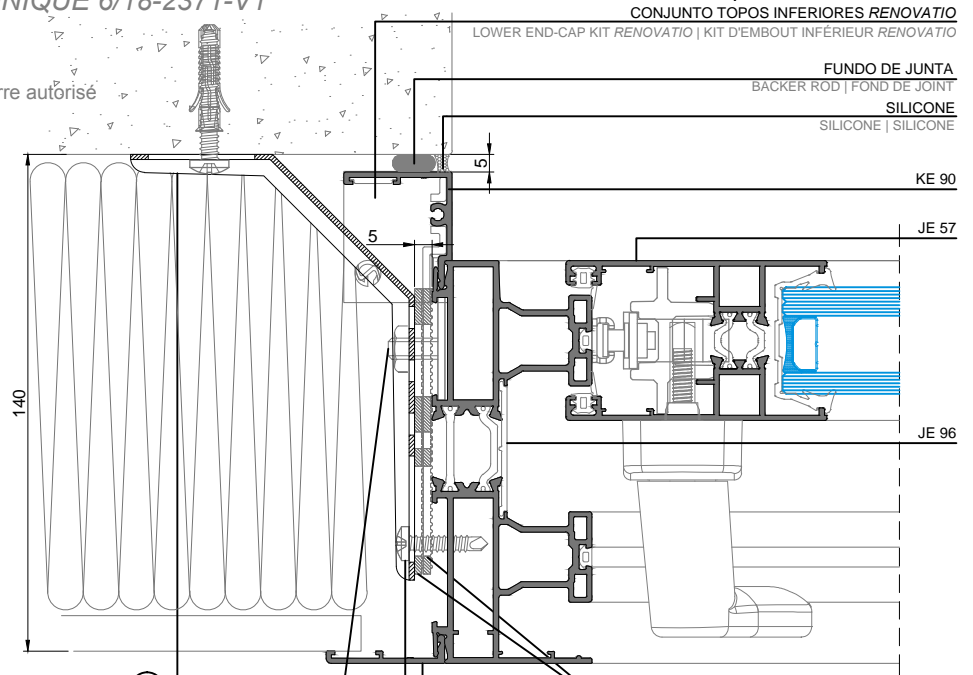 NIQUE 6/18-2371-V1
CONJUNTO TOPOS INFERIORES RENOVATIO
LOWER END-CAP KIT RENOVATIO | KIT D'EMBOUT INFÉRIEUR RENOVATIO
FUNDO DE JUNTA
BACKER ROD | FOND DE JOINT
rre autorisé
SILICONE
SILICONE | SILICONE
5
KE 90
JE 57
5
140
JE 96